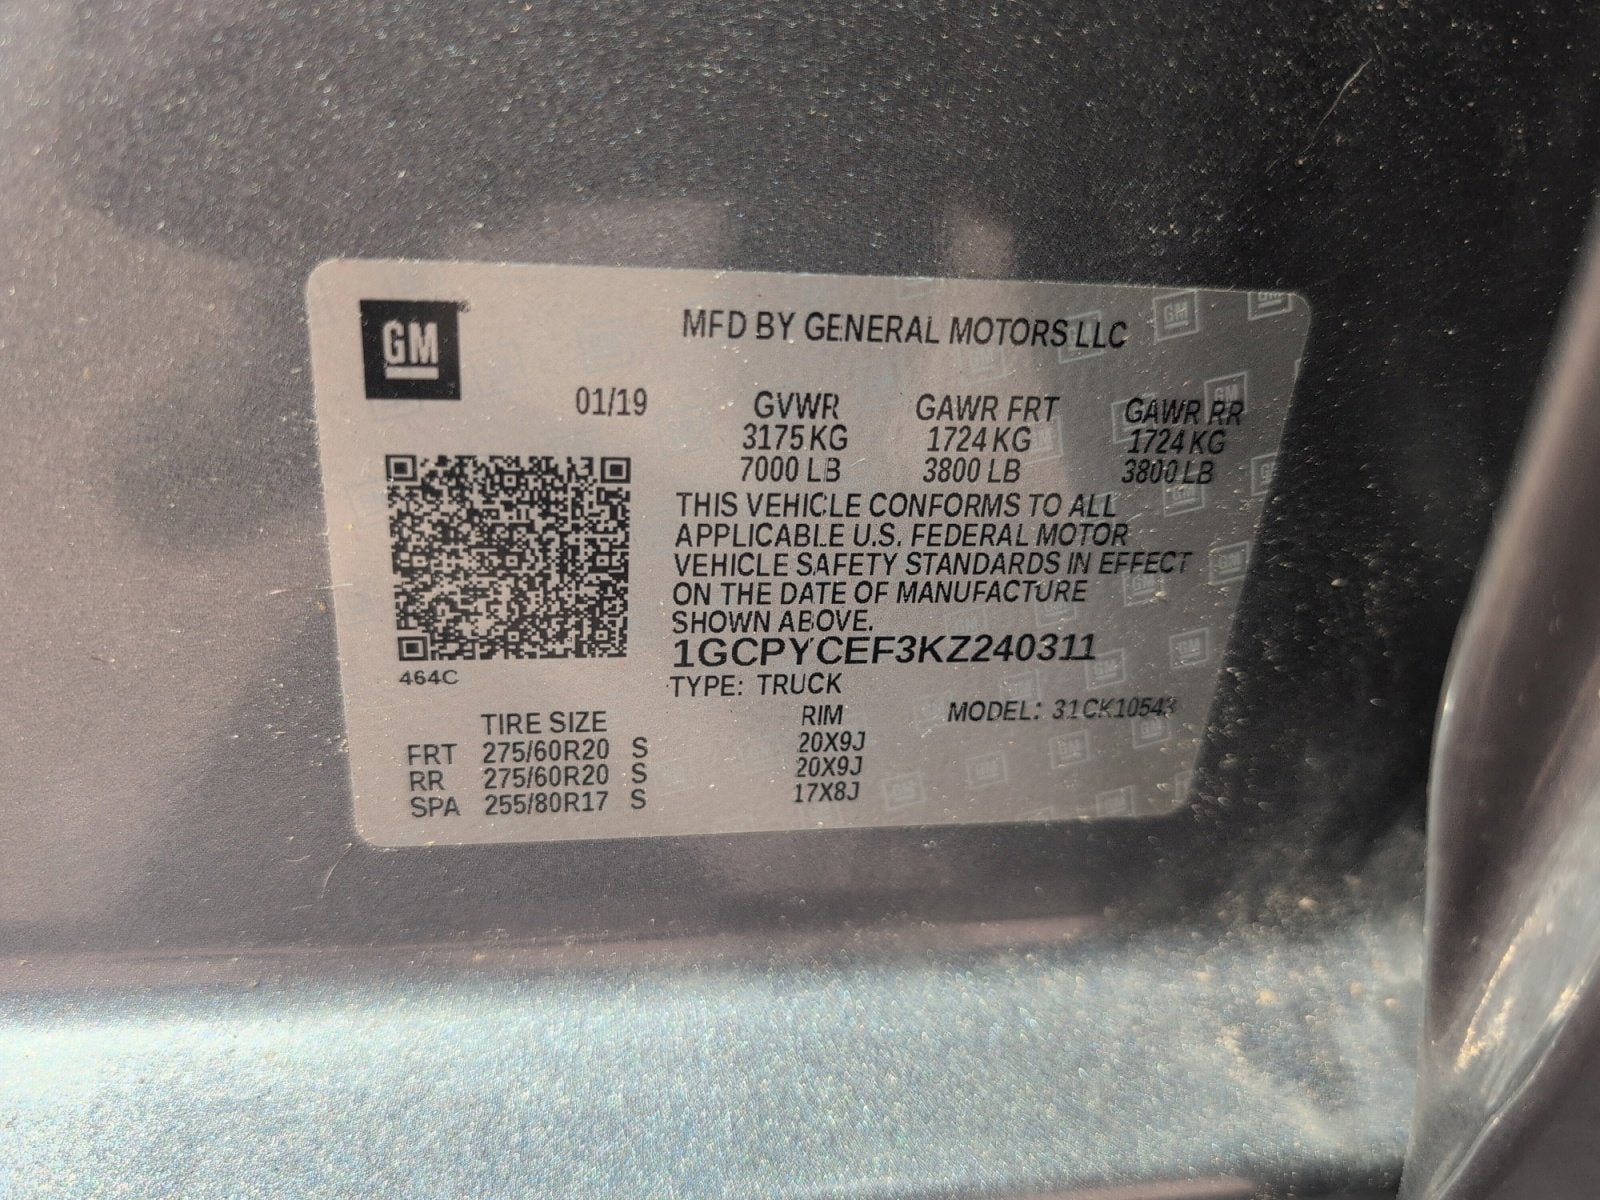 GM
MFD BY GENERAL MOTORS LLC
01/19 GVWR GAWR FRT GAWR RR
3175 KG 1724 KG 1724 KG
7000 LB 3800 LB 3800 LB
THIS VEHICLE CONFORMS TO ALL
APPLICABLE U.S. FEDERAL MOTOR
VEHICLE SAFETY STANDARDS IN EFFECT
ON THE DATE OF MANUFACTURE
SHOWN ABOVE.
1GCPYCEF3KZ240311
464C
TYPE: TRUCK
MODEL: 31CK10543
TIRE SIZE RIM
FRT 275/60R20 S 20X9J
RR 275/60R20 S 20X9J
SPA 255/80R17 S 17X8J